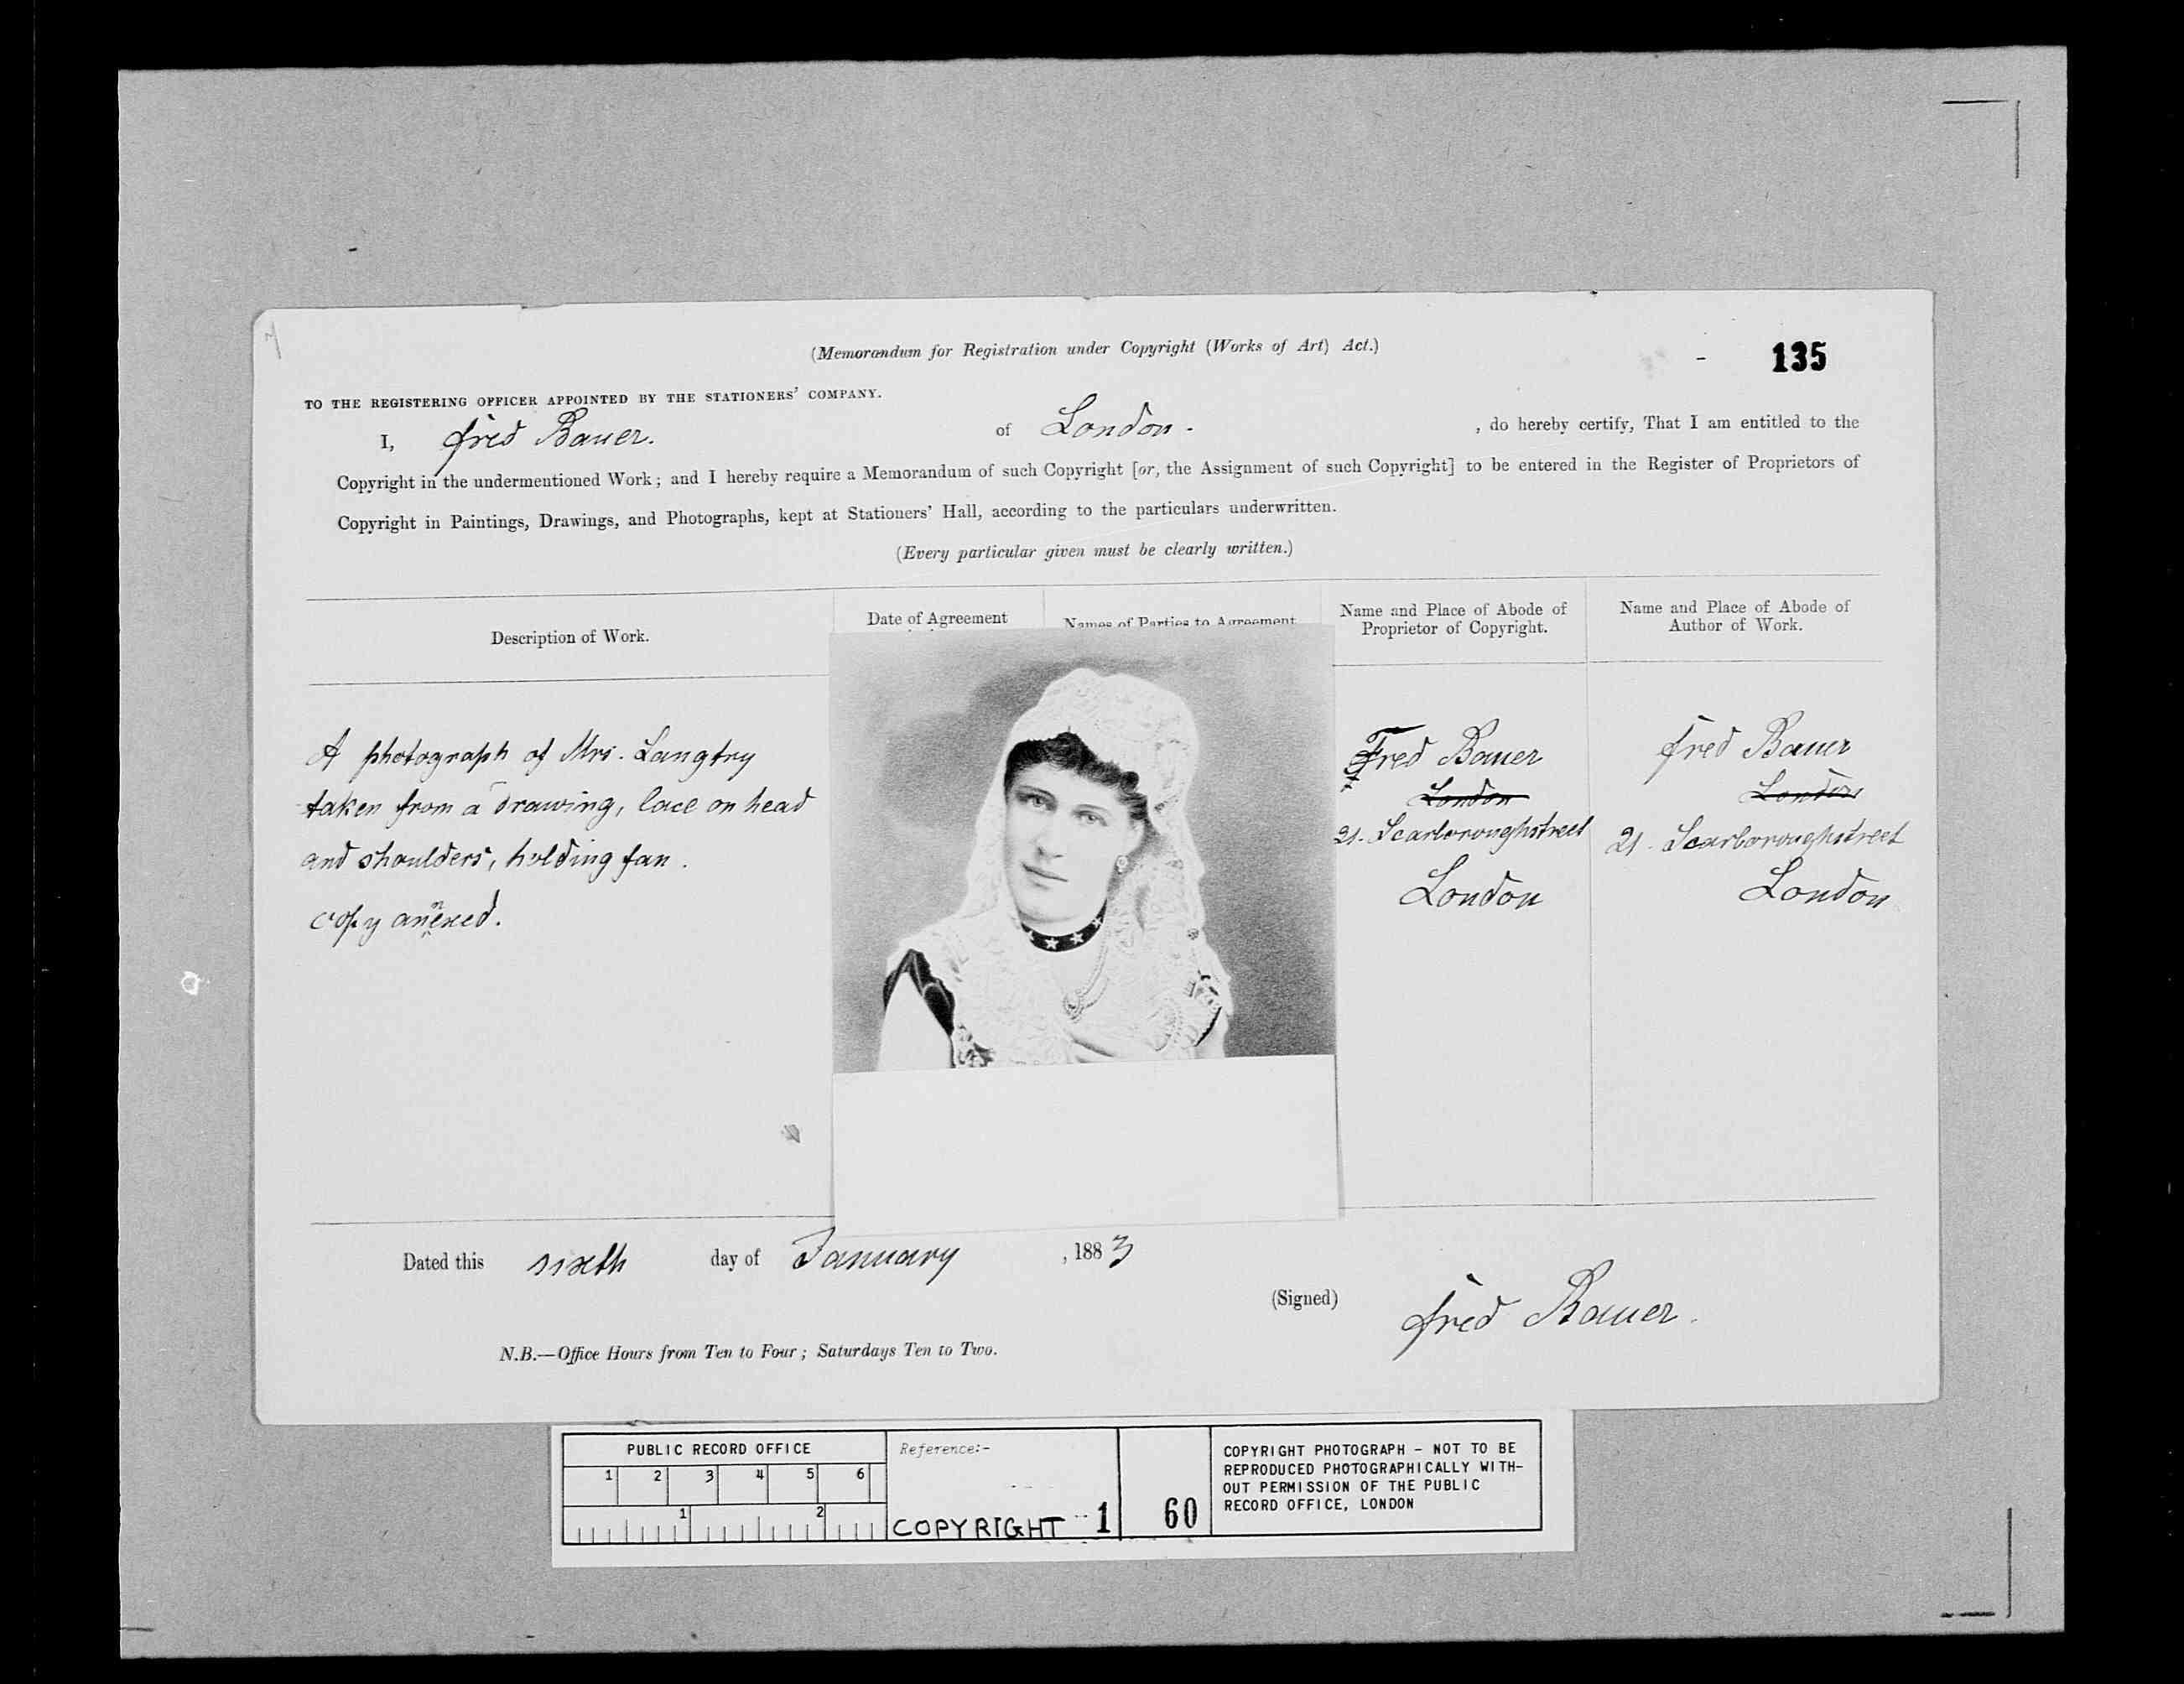 (Memorandum for Registration under Copyright (Works of Art) Act.)
135
TO THE REGISTERING OFFICER APPOINTED BY THE STATIONERS' COMPANY.
I, Fred Bauer. of London. , do hereby certify, That I am entitled to the
Copyright in the undermentioned Work; and I hereby require a Memorandum of such Copyright [or, the Assignment of such Copyright] to be entered in the Register of Proprietors of
Copyright in Paintings, Drawings, and Photographs, kept at Stationers' Hall, according to the particulars underwritten.
(Every particular given must be clearly written.)
Description of Work.
Date of Agreement
Names of Parties to Agreement
Name and Place of Abode of
Proprietor of Copyright.
Name and Place of Abode of
Author of Work.
A photograph of Mrs. Langtry
taken from a drawing, lace on head
and shoulders, holding fan.
copy annexed.
Fred Bauer
London
21. Scarboroughstreet
London
Fred Bauer
London
21. Scarboroughstreet
London
Dated this sixth day of January, 1883
(Signed) Fred Bauer.
N.B.—Office Hours from Ten to Four; Saturdays Ten to Two.
PUBLIC RECORD OFFICE
1 2 3 4 5 6
1 2
Reference:-
COPYRIGHT 1
60
COPYRIGHT PHOTOGRAPH - NOT TO BE
REPRODUCED PHOTOGRAPHICALLY WITH-
OUT PERMISSION OF THE PUBLIC
RECORD OFFICE, LONDON